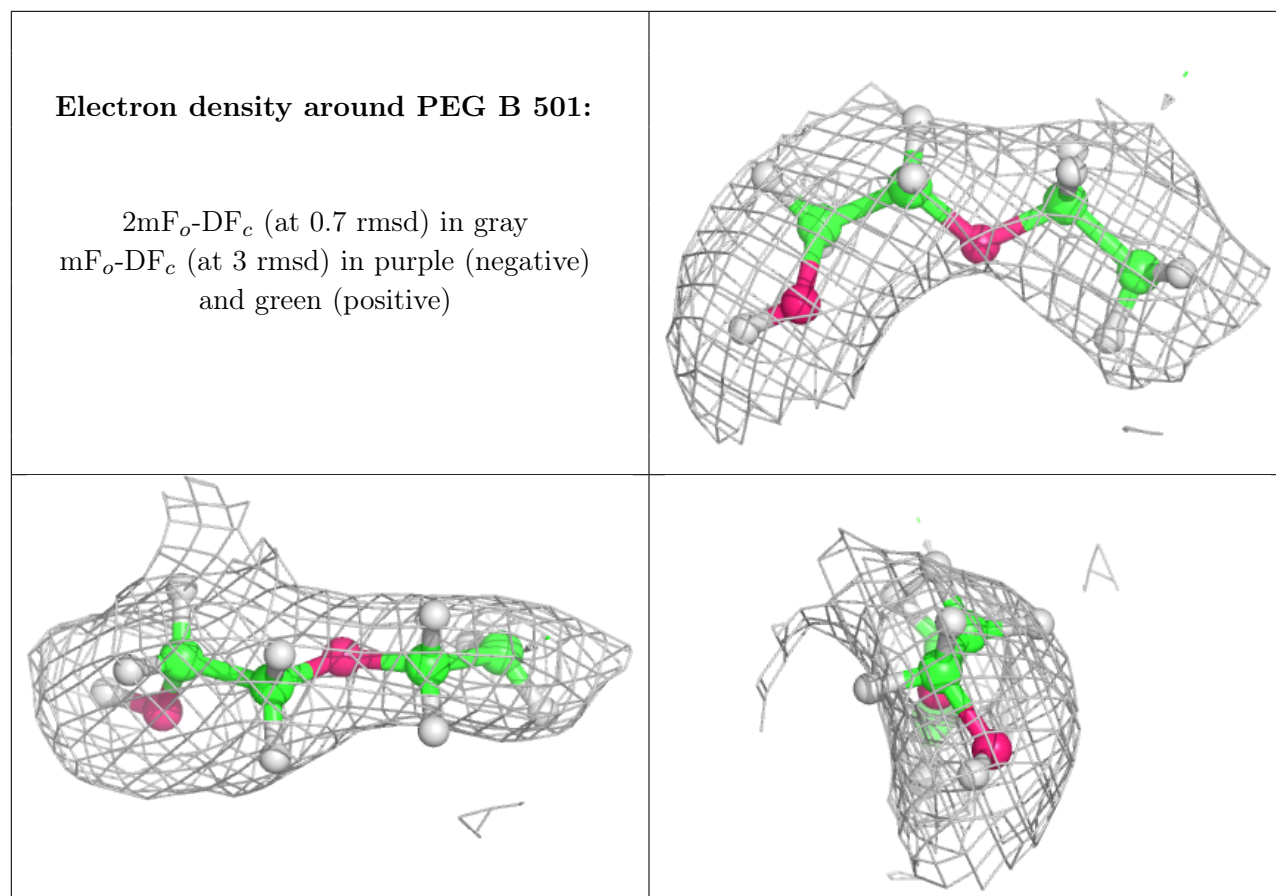 Electron density around PEG B 501:
2mFo-DFc (at 0.7 rmsd) in gray
mFo-DFc (at 3 rmsd) in purple (negative)
and green (positive)